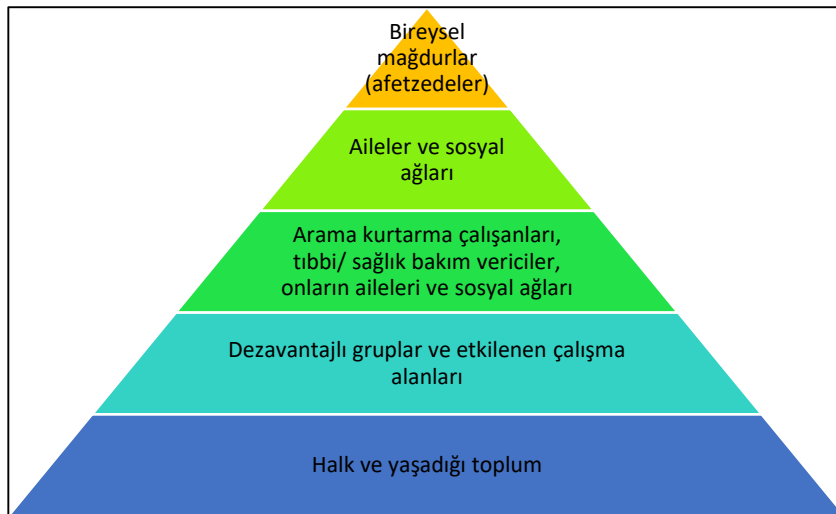 Bireysel
mağdurlar
(afetzedeler)
Aileler ve sosyal
ağları
Arama kurtarma çalışanları,
tıbbi/ sağlık bakım vericiler,
onların aileleri ve sosyal ağları
Dezavantajlı gruplar ve etkilenen çalışma
alanları
Halk ve yaşadığı toplum